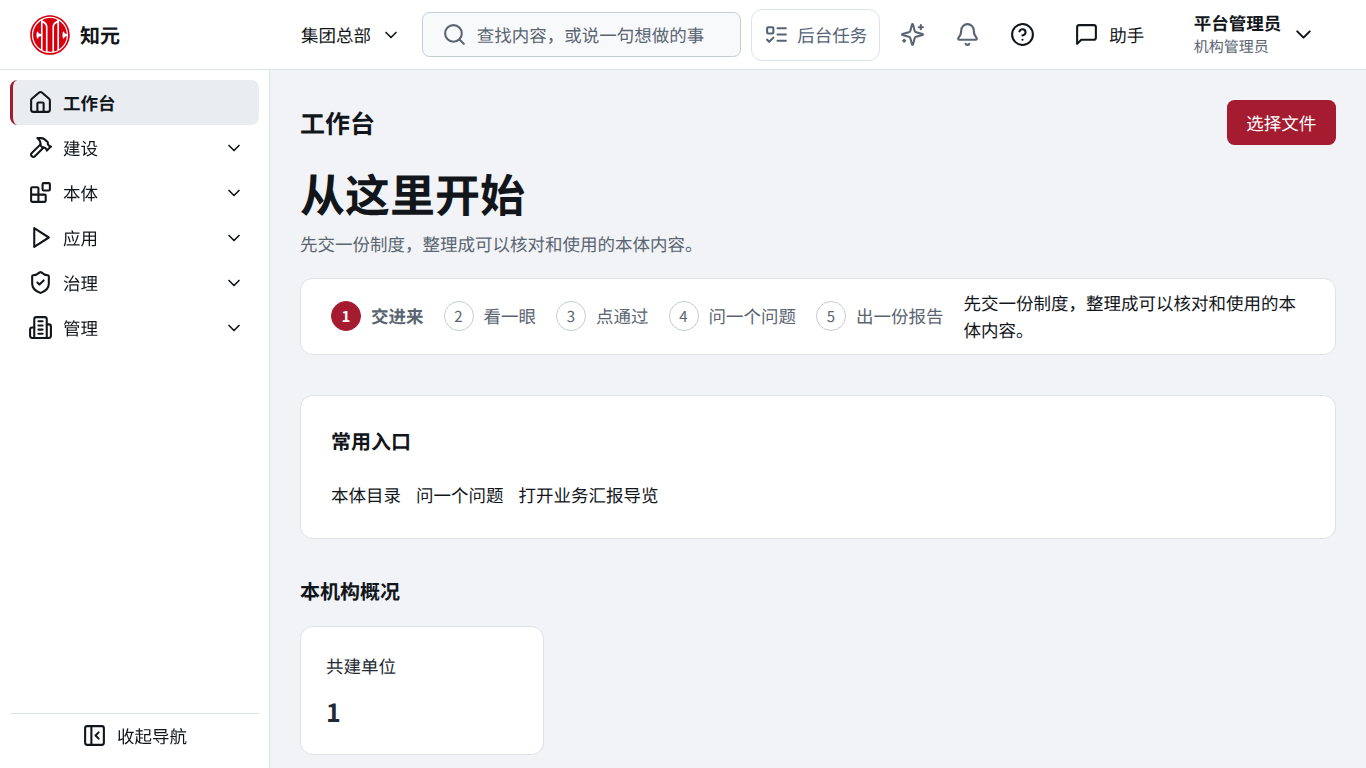 知元
集团总部
查找内容，或说一句想做的事
后台任务
助手
平台管理员
机构管理员
工作台
建设
本体
应用
治理
管理
收起导航
工作台
选择文件
从这里开始
先交一份制度，整理成可以核对和使用的本体内容。
1 交进来 2 看一眼 3 点通过 4 问一个问题 5 出一份报告
先交一份制度，整理成可以核对和使用的本
体内容。
常用入口
本体目录 问一个问题 打开业务汇报导览
本机构概况
共建单位
1